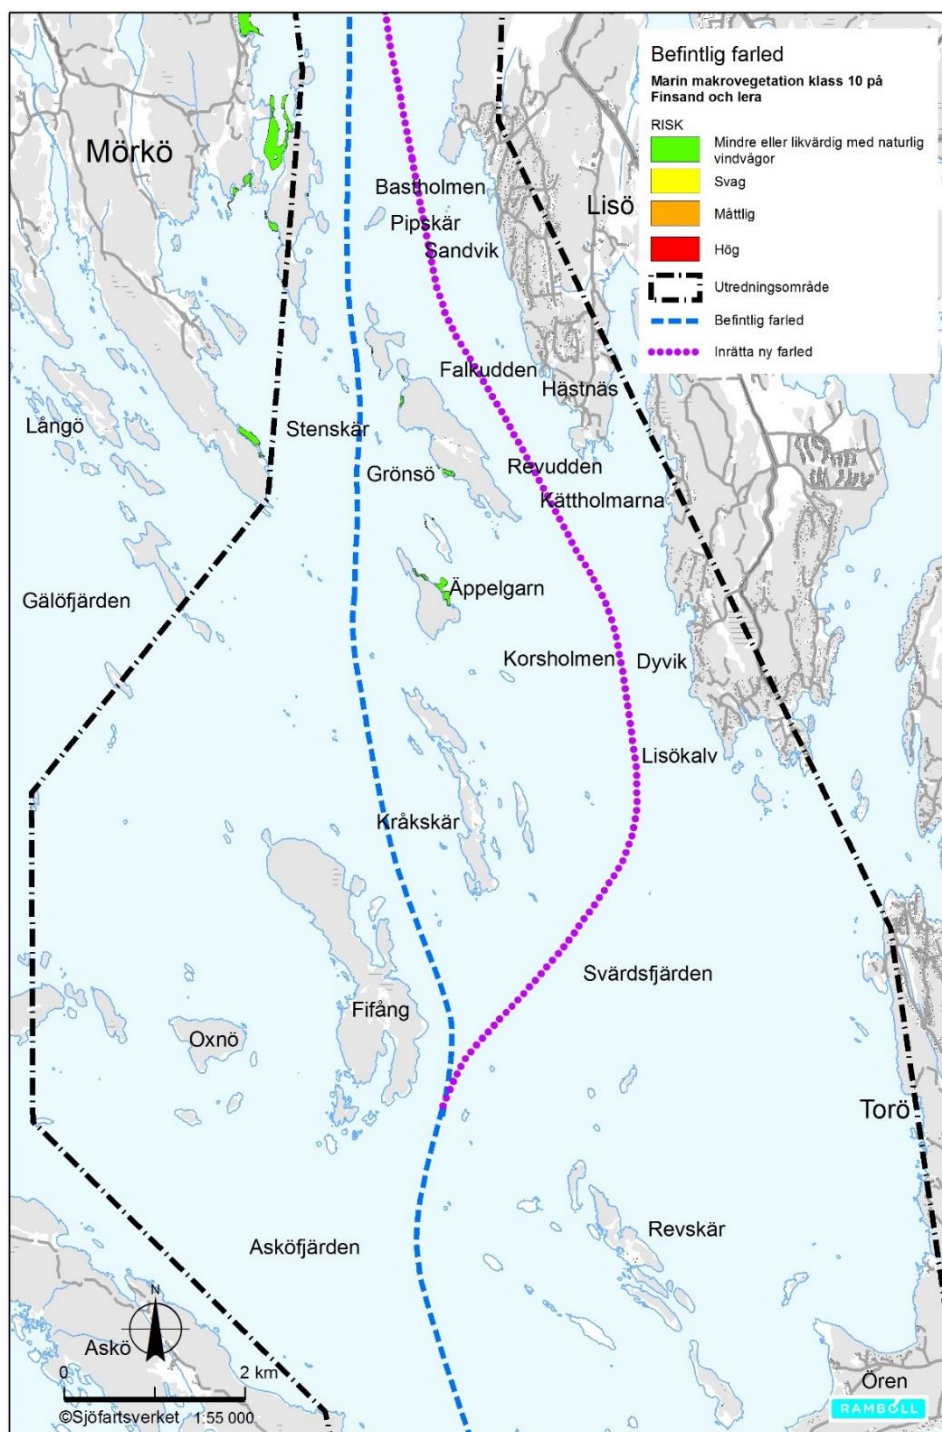 Befintlig farled
Marin makrovegetation klass 10 på
Finsand och lera
RISK
Mindre eller likvärdig med naturlig
vindvågor
Svag
Måttlig
Hög
Utredningsområde
Befintlig farled
Inrätta ny farled
Mörkö
Bastholmen
Lisö
Pipskär
Sandvik
Falkudden
Hästnäs
Långö
Stenskär
Grönsö
Revudden
Kättholmarna
Gälöfjärden
Äppelgarn
Korsholmen
Dyvik
Lisökalv
Kråkskär
Svärdsfjärden
Fifång
Oxnö
Torö
Revskär
Asköfjärden
N
Askö
0 2 km
©Sjöfartsverket 1:55 000
Ören
RAMBOLL